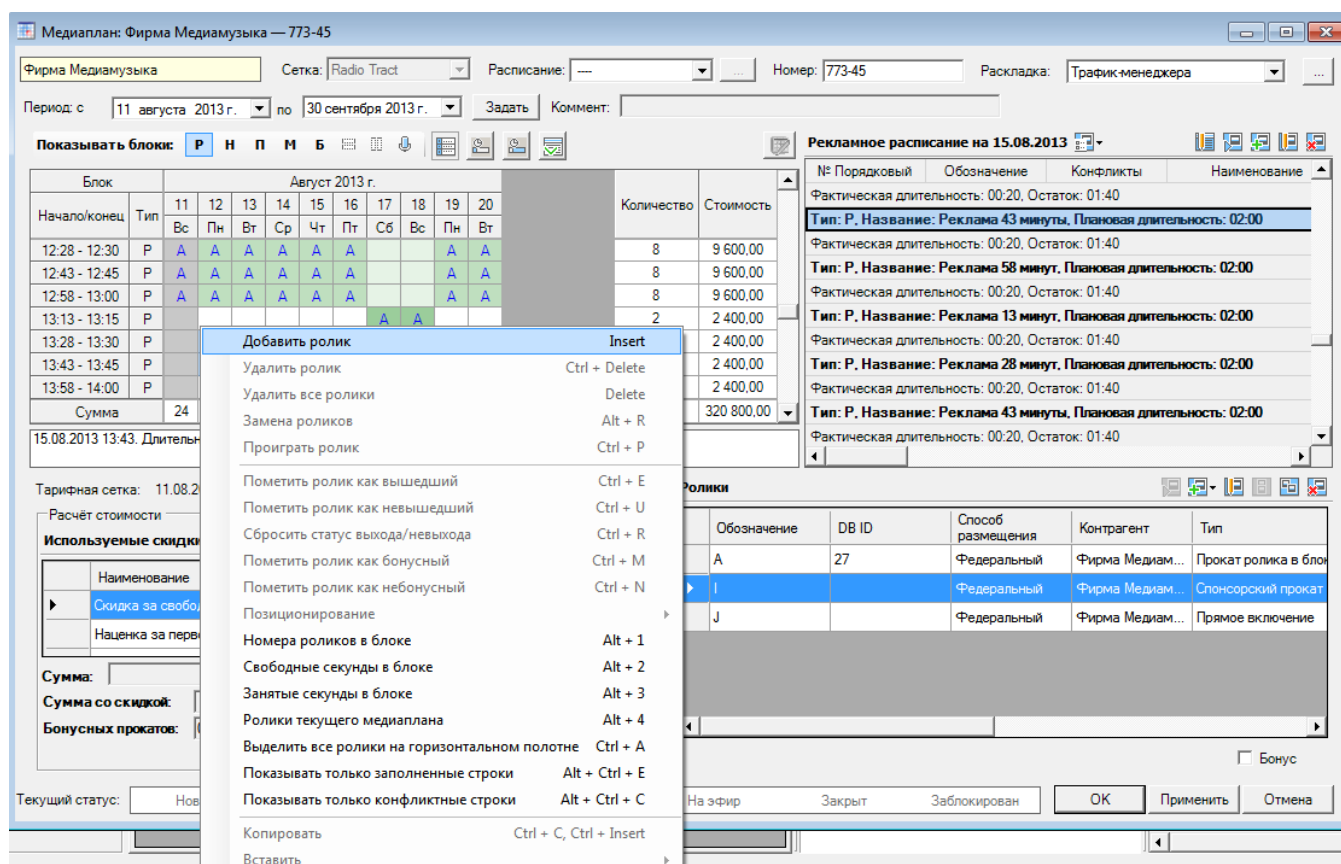 Медиаплан: Фирма Медиамузыка — 773-45
Фирма Медиамузыка Сетка: Radio Tract Расписание: ---- ... Номер: 773-45 Раскладка: Трафик-менеджера ...
Период: с 11 августа 2013 г. по 30 сентября 2013 г. Задать Коммент:
Показывать блоки: Р Н П М Б
Рекламное расписание на 15.08.2013
Блок Август 2013 г. Количество Стоимость
Начало/конец Тип 11 12 13 14 15 16 17 18 19 20
Вс Пн Вт Ср Чт Пт Сб Вс Пн Вт
12:28 - 12:30 Р A A A A A A A A 8 9 600,00
12:43 - 12:45 Р A A A A A A A A 8 9 600,00
12:58 - 13:00 Р A A A A A A A A 8 9 600,00
13:13 - 13:15 Р A A 2 2 400,00
13:28 - 13:30 Р 2 400,00
13:43 - 13:45 Р 2 400,00
13:58 - 14:00 Р 2 400,00
Сумма 24 320 800,00
15.08.2013 13:43. Длительн
№ Порядковый Обозначение Конфликты Наименование
Фактическая длительность: 00:20, Остаток: 01:40
Тип: Р, Название: Реклама 43 минуты, Плановая длительность: 02:00
Фактическая длительность: 00:20, Остаток: 01:40
Тип: Р, Название: Реклама 58 минут, Плановая длительность: 02:00
Фактическая длительность: 00:20, Остаток: 01:40
Тип: Р, Название: Реклама 13 минут, Плановая длительность: 02:00
Фактическая длительность: 00:20, Остаток: 01:40
Тип: Р, Название: Реклама 28 минут, Плановая длительность: 02:00
Фактическая длительность: 00:20, Остаток: 01:40
Тип: Р, Название: Реклама 43 минуты, Плановая длительность: 02:00
Фактическая длительность: 00:20, Остаток: 01:40
Добавить ролик Insert
Удалить ролик Ctrl + Delete
Удалить все ролики Delete
Замена роликов Alt + R
Проиграть ролик Ctrl + P
Пометить ролик как вышедший Ctrl + E
Пометить ролик как невышедший Ctrl + U
Сбросить статус выхода/невыхода Ctrl + R
Пометить ролик как бонусный Ctrl + M
Пометить ролик как небонусный Ctrl + N
Позиционирование
Номера роликов в блоке Alt + 1
Свободные секунды в блоке Alt + 2
Занятые секунды в блоке Alt + 3
Ролики текущего медиаплана Alt + 4
Выделить все ролики на горизонтальном полотне Ctrl + A
Показывать только заполненные строки Alt + Ctrl + E
Показывать только конфликтные строки Alt + Ctrl + C
Копировать Ctrl + C, Ctrl + Insert
Вставить
Тарифная сетка: 11.08.2
Расчёт стоимости
Используемые скидки
Наименование
Скидка за свобо
Наценка за перв
Сумма:
Сумма со скидкой:
Бонусных прокатов:
олики
Обозначение DB ID Способ размещения Контрагент Тип
A 27 Федеральный Фирма Медиам... Прокат ролика в бло
I Федеральный Фирма Медиам... Спонсорский прокат
J Федеральный Фирма Медиам... Прямое включение
Бонус
Текущий статус: Нов На эфир Закрыт Заблокирован OK Применить Отмена